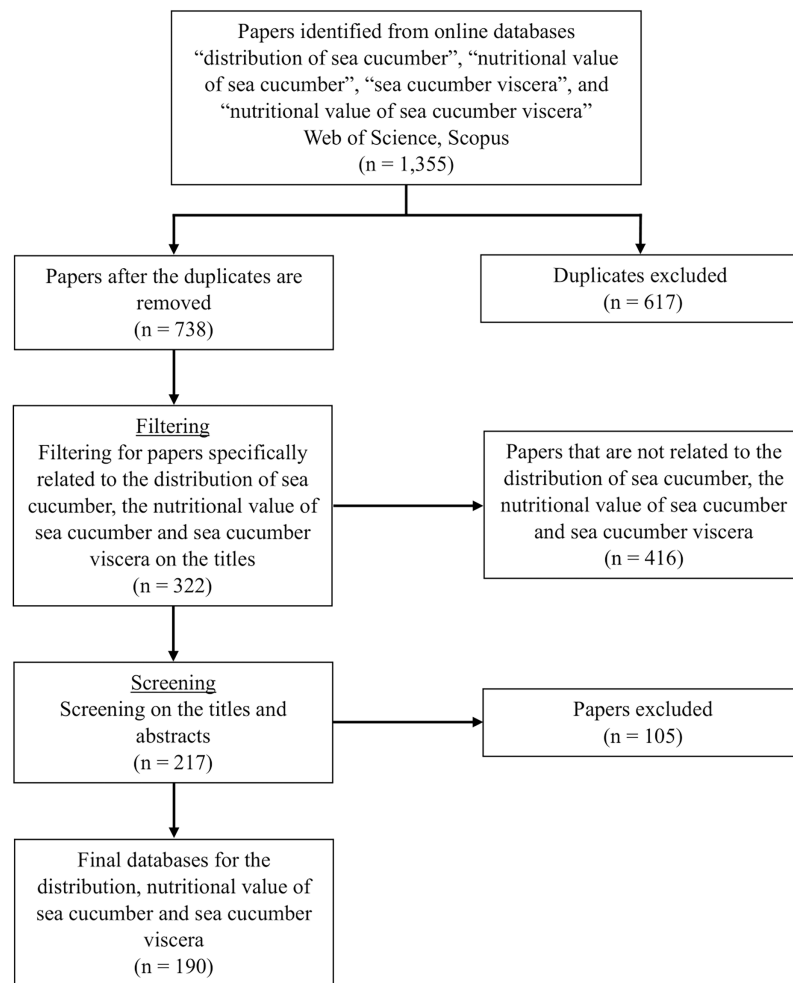 Papers identified from online databases
“distribution of sea cucumber”, “nutritional value
of sea cucumber”, “sea cucumber viscera”, and
“nutritional value of sea cucumber viscera”
Web of Science, Scopus
(n = 1,355)
Papers after the duplicates are
removed
(n = 738)
Duplicates excluded
(n = 617)
Filtering
Filtering for papers specifically
related to the distribution of sea
cucumber, the nutritional value of
sea cucumber and sea cucumber
viscera on the titles
(n = 322)
Papers that are not related to the
distribution of sea cucumber, the
nutritional value of sea cucumber
and sea cucumber viscera
(n = 416)
Screening
Screening on the titles and
abstracts
(n = 217)
Papers excluded
(n = 105)
Final databases for the
distribution, nutritional value of
sea cucumber and sea cucumber
viscera
(n = 190)